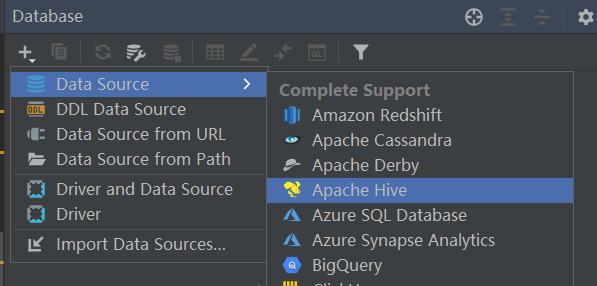 Database
Data Source
DDL DDL Data Source
Data Source from URL
Data Source from Path
Driver and Data Source
Driver
Import Data Sources...
Complete Support
Amazon Redshift
Apache Cassandra
Apache Derby
Apache Hive
Azure SQL Database
Azure Synapse Analytics
BigQuery